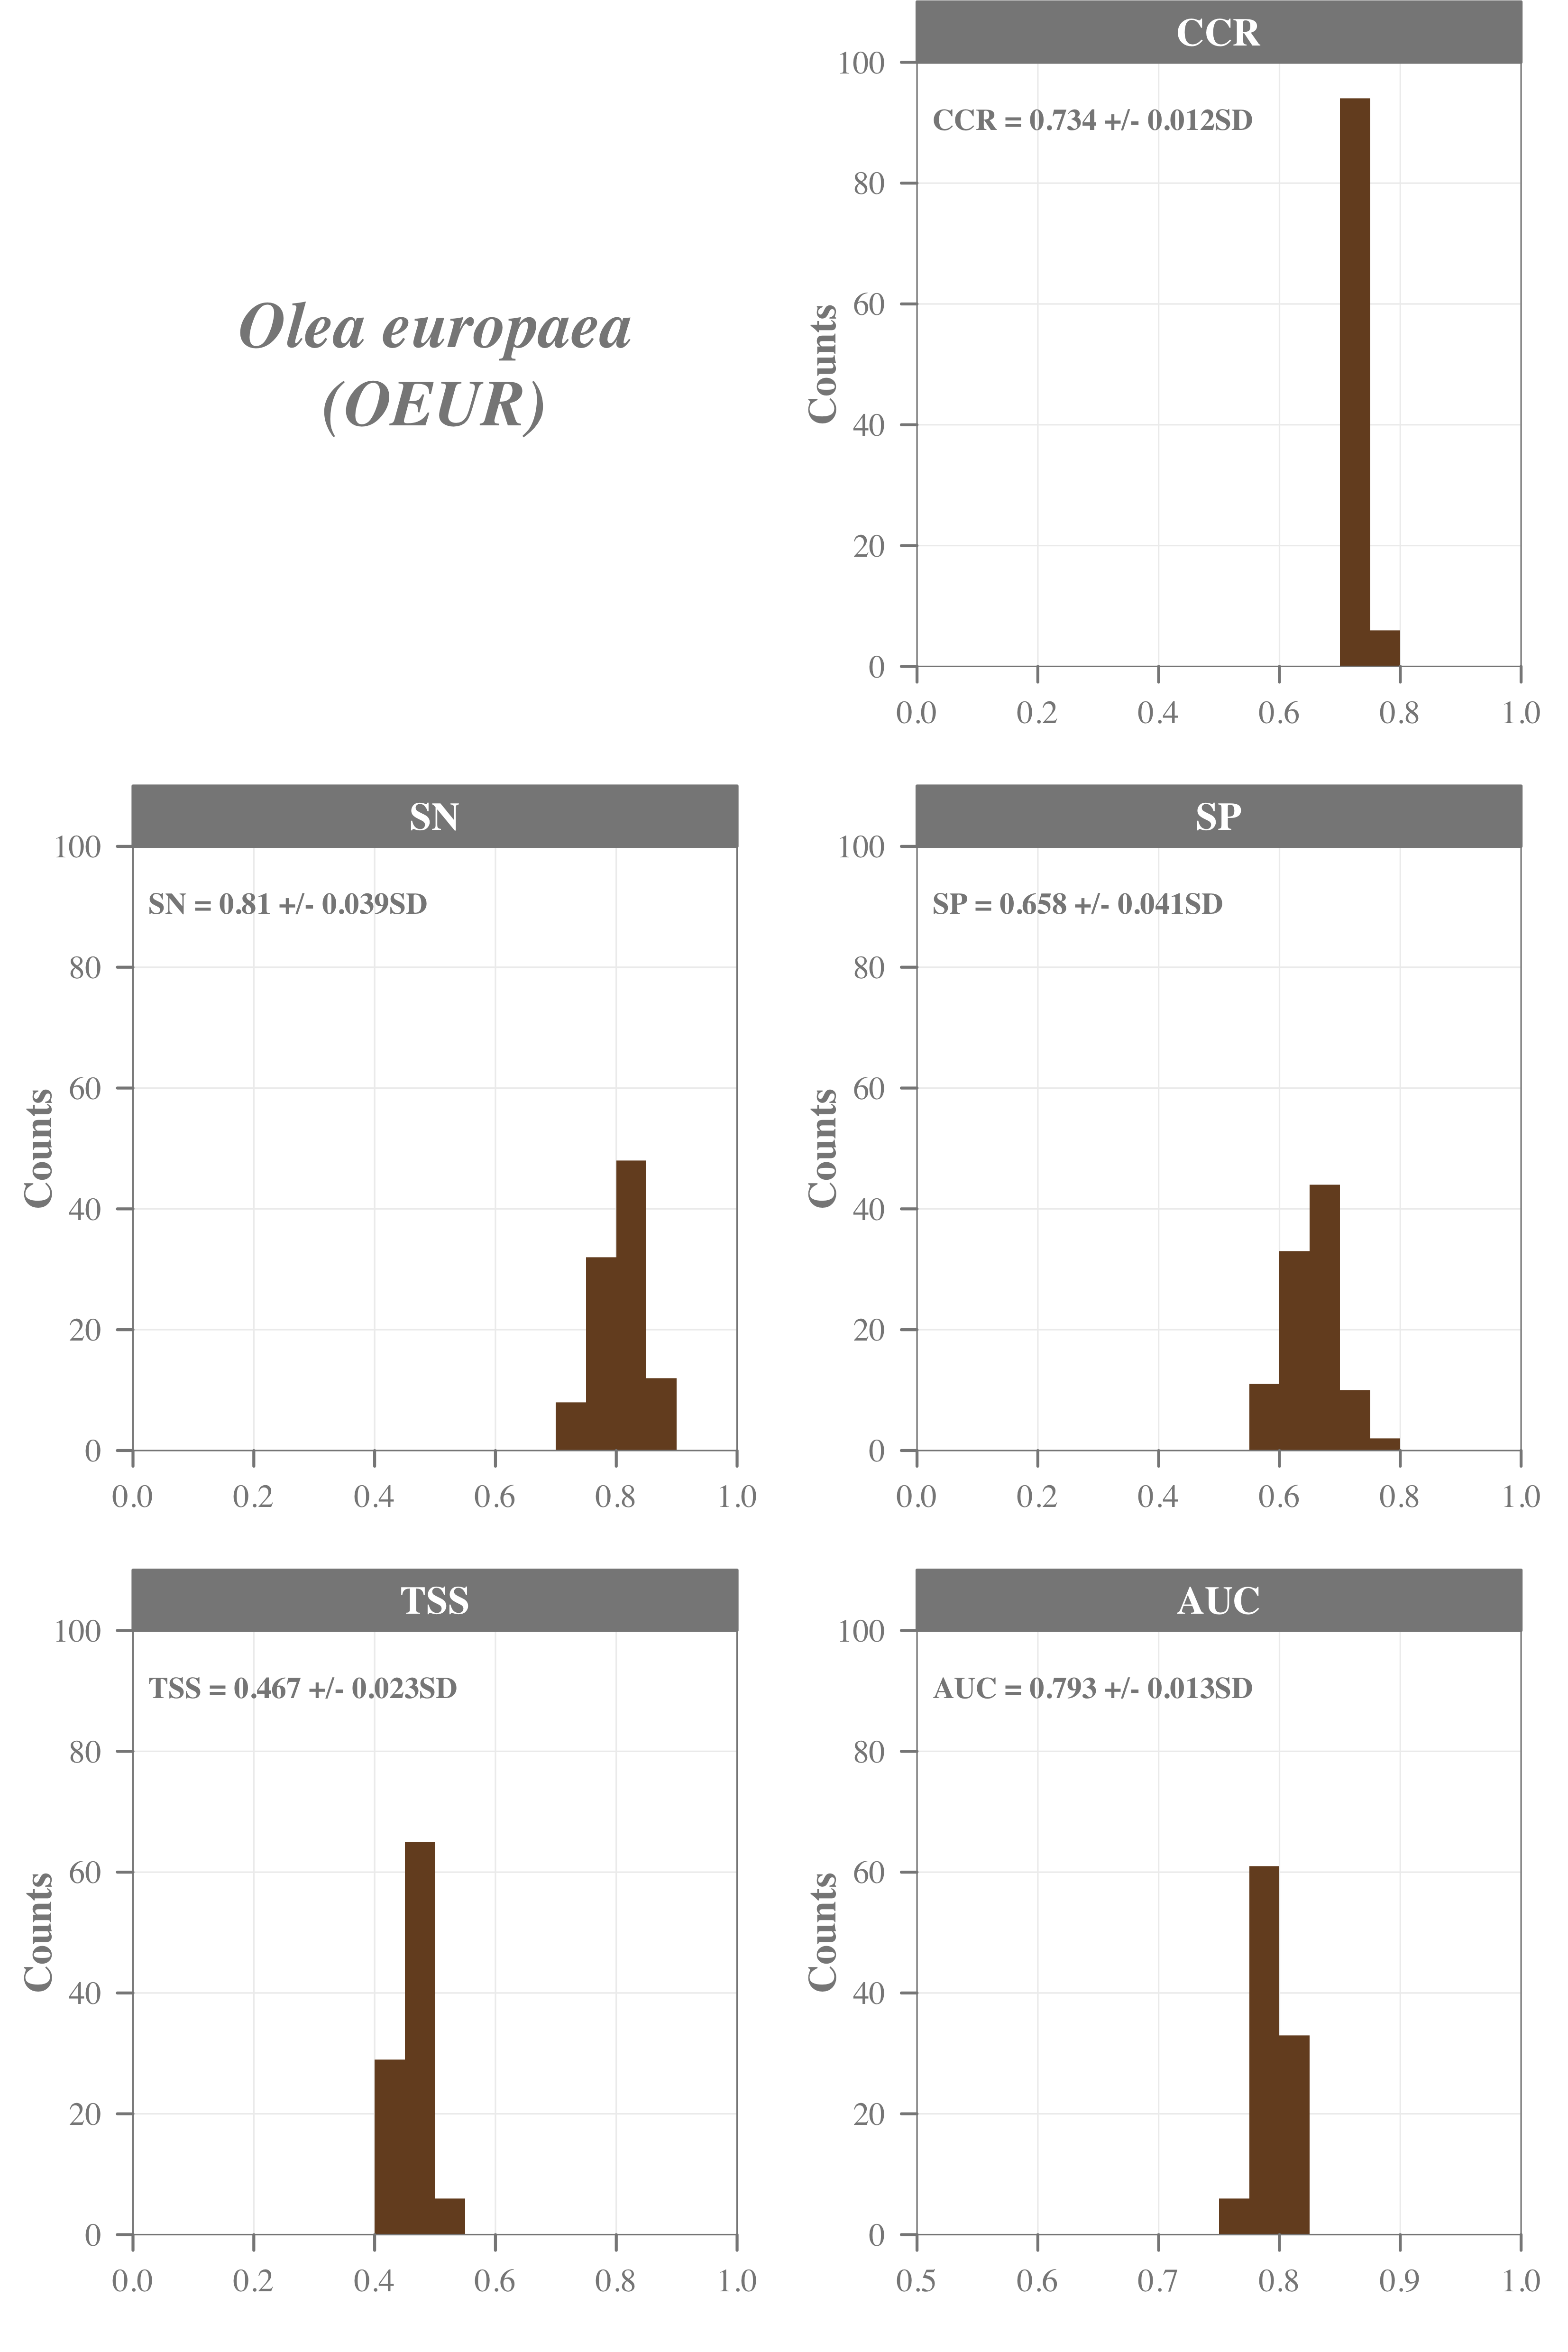 Olea europaea
(OEUR)
CCR
CCR = 0.734 +/- 0.012SD
Counts
100
80
60
40
20
0
0.0 0.2 0.4 0.6 0.8 1.0
SN
SN = 0.81 +/- 0.039SD
Counts
100
80
60
40
20
0
0.0 0.2 0.4 0.6 0.8 1.0
SP
SP = 0.658 +/- 0.041SD
Counts
100
80
60
40
20
0
0.0 0.2 0.4 0.6 0.8 1.0
TSS
TSS = 0.467 +/- 0.023SD
Counts
100
80
60
40
20
0
0.0 0.2 0.4 0.6 0.8 1.0
AUC
AUC = 0.793 +/- 0.013SD
Counts
100
80
60
40
20
0
0.5 0.6 0.7 0.8 0.9 1.0